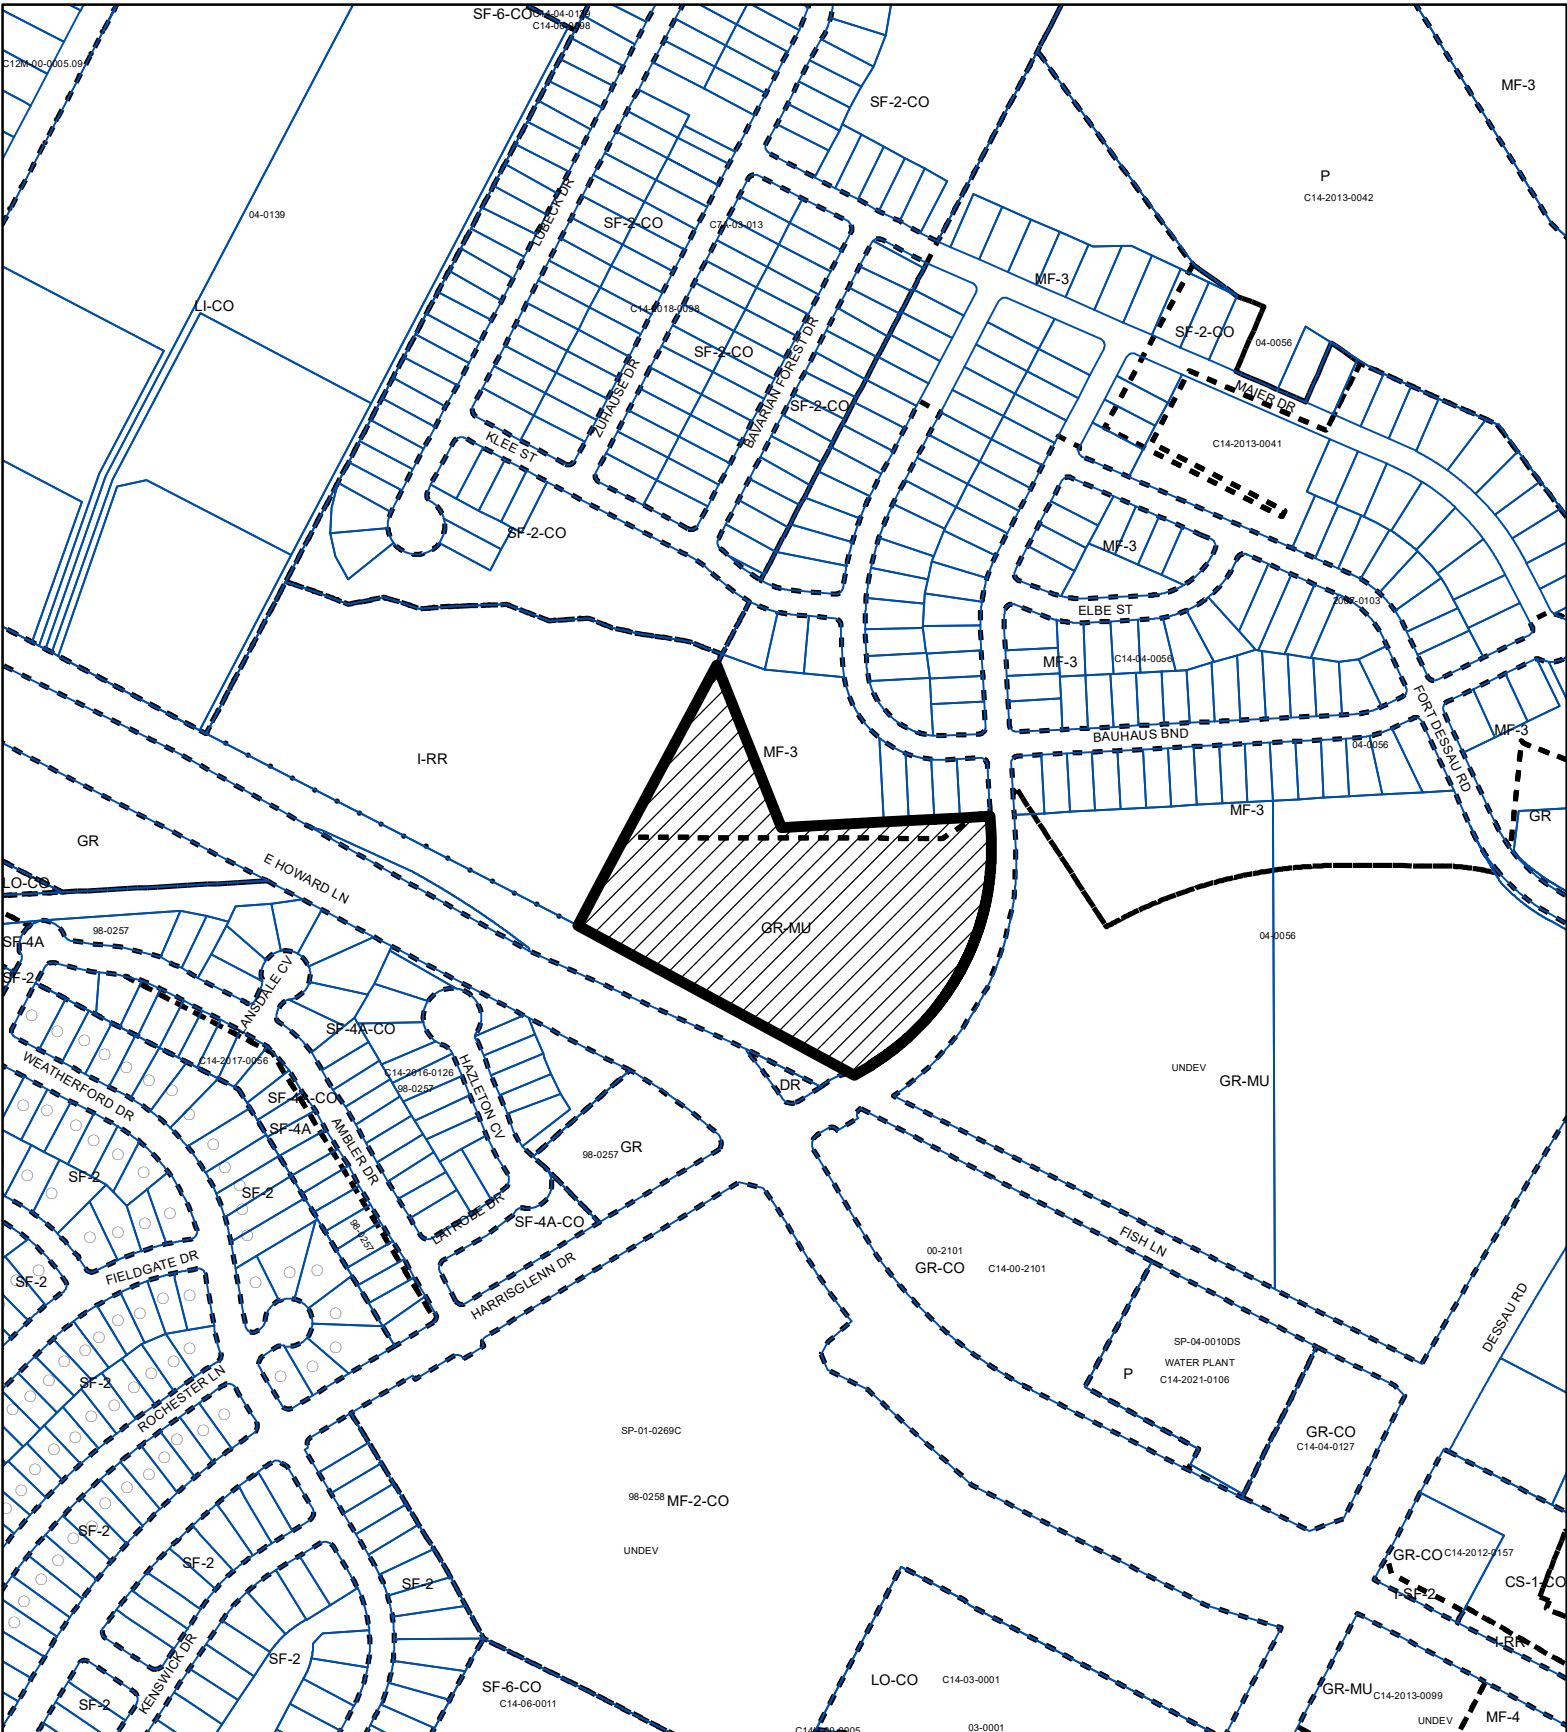 SF-6-CO
C14-06-0098
C12M-00-0005.09
MF-3
SF-2-CO
P
C14-2013-0042
04-0139
LUBECK DR
SF-2-CO
C7A-03-013
MF-3
LI-CO
C14-2018-0098
SF-2-CO
04-0056
SF-2-CO
ZUHAUSE DR
BAVARIAN FOREST DR
SF-2-CO
MAIER DR
KLEE ST
C14-2013-0041
SF-2-CO
MF-3
2007-0103
ELBE ST
MF-3
C14-04-0056
FORT DESSAU RD
MF-3
BAUHAUS BND
04-0056
MF-3
I-RR
MF-3
GR
GR
E HOWARD LN
LO-CO
GR-MU
98-0257
SF-4A
04-0056
SF-2
LANSDALE CV
SF-4A-CO
C14-2017-0056
WEATHERFORD DR
C14-2016-0126
98-0257
HAZLETON CV
UNDEV
GR-MU
DR
SF-4A-CO
SF-4A
AMBLER DR
98-0257 GR
SF-2
SF-2
LATROBE DR
SF-4A-CO
98-0257
FISH LN
00-2101
GR-CO
C14-00-2101
FIELDGATE DR
SF-2
HARRISGLENN DR
DESSAU RD
SP-04-0010DS
WATER PLANT
P
C14-2021-0106
SF-2
ROCHESTER LN
SP-01-0269C
GR-CO
C14-04-0127
98-0258 MF-2-CO
SF-2
UNDEV
SF-2
GR-CO C14-2012-0157
SF-2
CS-1-CO
I-SF-2
I-RR
KENSWICK DR
SF-2
LO-CO
C14-03-0001
SF-6-CO
C14-06-0011
GR-MU C14-2013-0099
SF-2
UNDEV
MF-4
03-0001